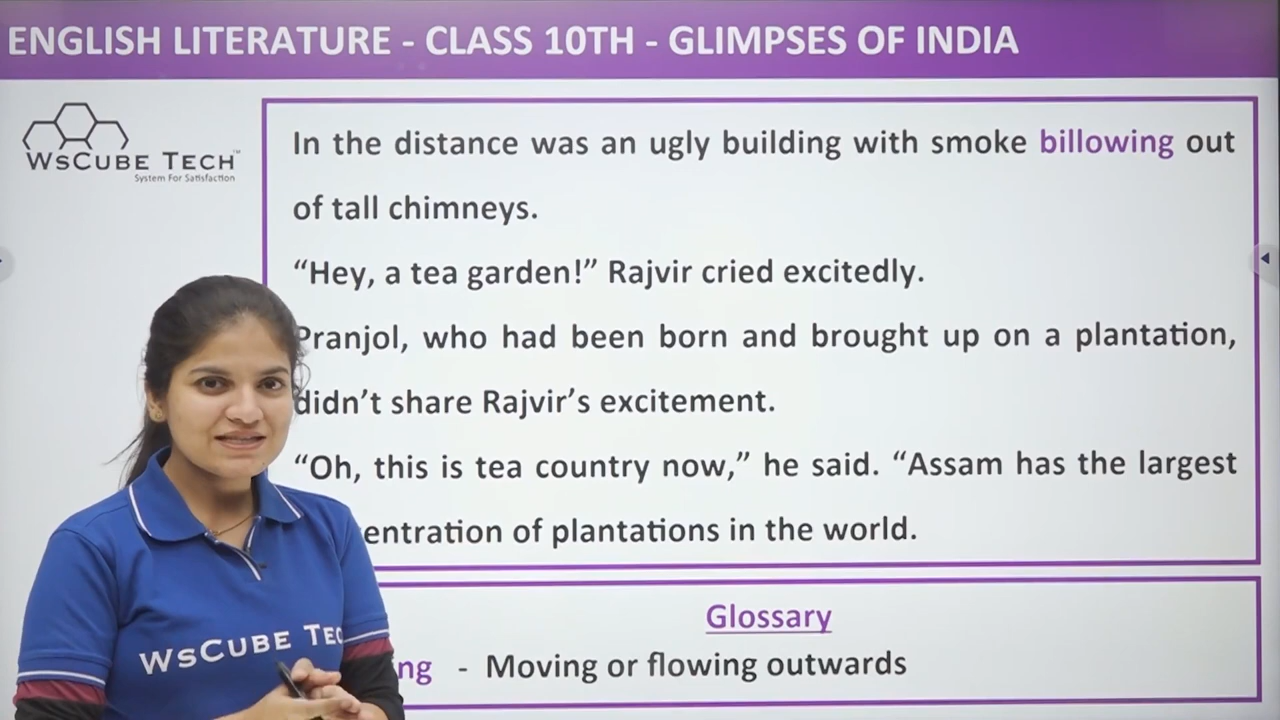 ENGLISH LITERATURE - CLASS 10TH - GLIMPSES OF INDIA
WsCUBE TECH™
System For Satisfaction
In the distance was an ugly building with smoke billowing out
of tall chimneys.
“Hey, a tea garden!” Rajvir cried excitedly.
Pranjol, who had been born and brought up on a plantation,
didn’t share Rajvir’s excitement.
“Oh, this is tea country now,” he said. “Assam has the largest
entration of plantations in the world.
Glossary
ng - Moving or flowing outwards
WsCUBE TEC